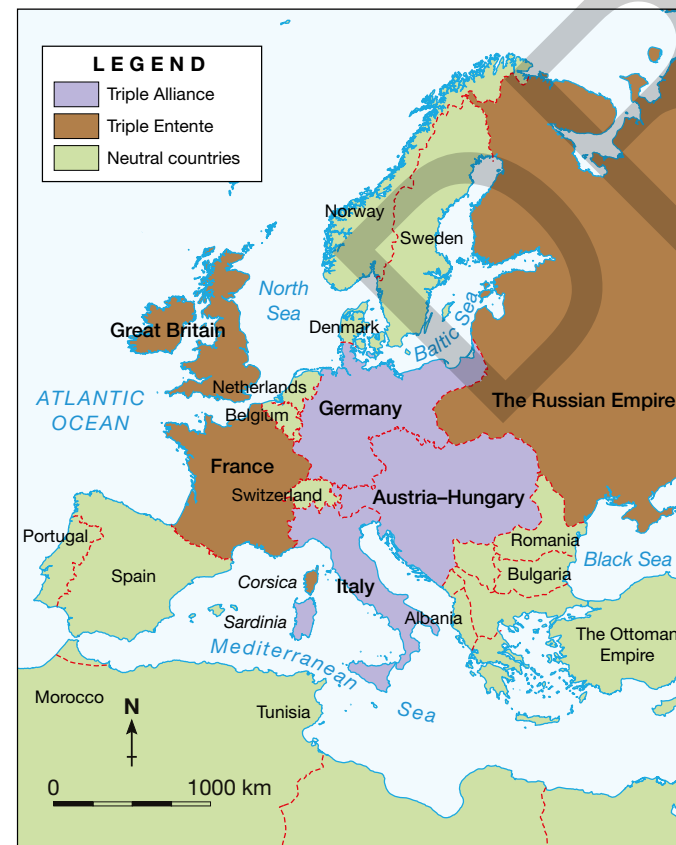 LEGEND
Triple Alliance
Triple Entente
Neutral countries
Norway
Sweden
North
Sea
Denmark
Baltic Sea
Great Britain
Netherlands
ATLANTIC
OCEAN
Belgium
Germany
The Russian Empire
France
Switzerland
Austria–Hungary
Portugal
Spain
Romania
Black Sea
Bulgaria
Corsica
Italy
Sardinia
Albania
The Ottoman
Empire
Mediterranean Sea
Morocco
N
Tunisia
0 1000 km